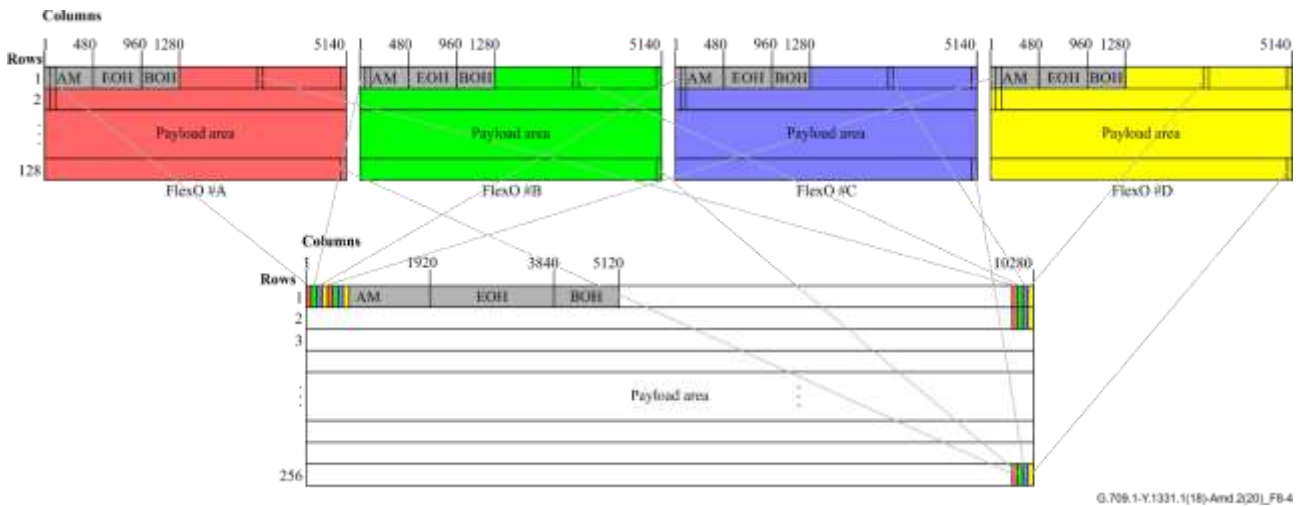 Columns
1 480 960 1280 5140 1 480 960 1280 5140 1 480 960 1280 5140 1 480 960 1280 5140
Rows
1 AM EOH BOH AM EOH BOH AM EOH BOH AM EOH BOH
2
Payload area Payload area Payload area Payload area
128
FlexO #A FlexO #B FlexO #C FlexO #D
Columns
1 1920 3840 5120 10280
Rows
1 AM EOH BOH
2
3
Payload area
256
G.709.1-Y.1331.1(18)-Amd.2(20)_F8-4